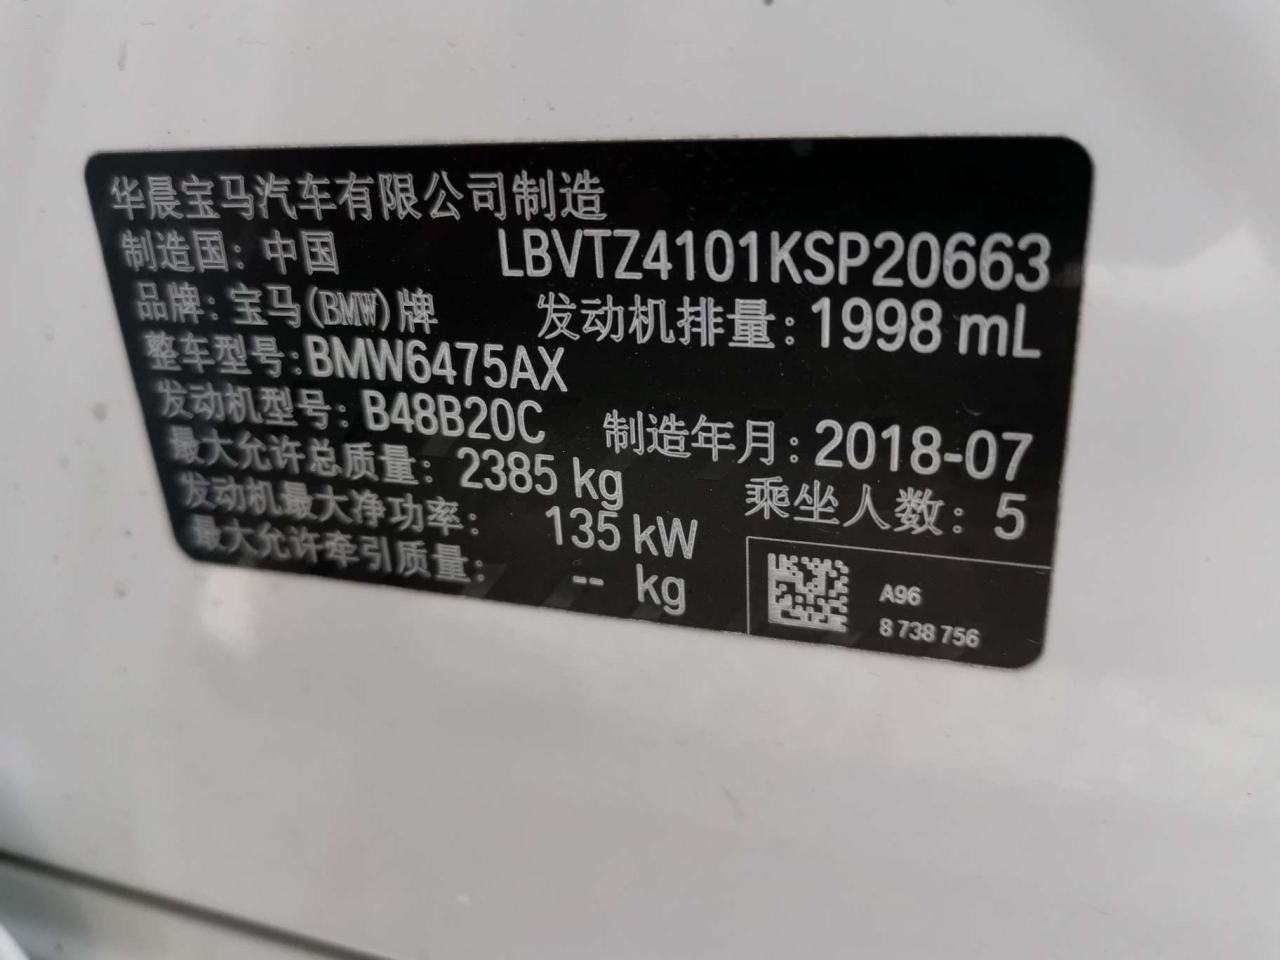 华晨宝马汽车有限公司制造
制造国：中国 LBVTZ4101KSP20663
品牌：宝马(BMW)牌 发动机排量：1998 mL
整车型号：BMW6475AX
发动机型号：B48B20C 制造年月：2018-07
最大允许总质量：2385 kg 乘坐人数：5
发动机最大净功率：135 kW
最大允许牵引质量：-- kg
A96
8 738 756